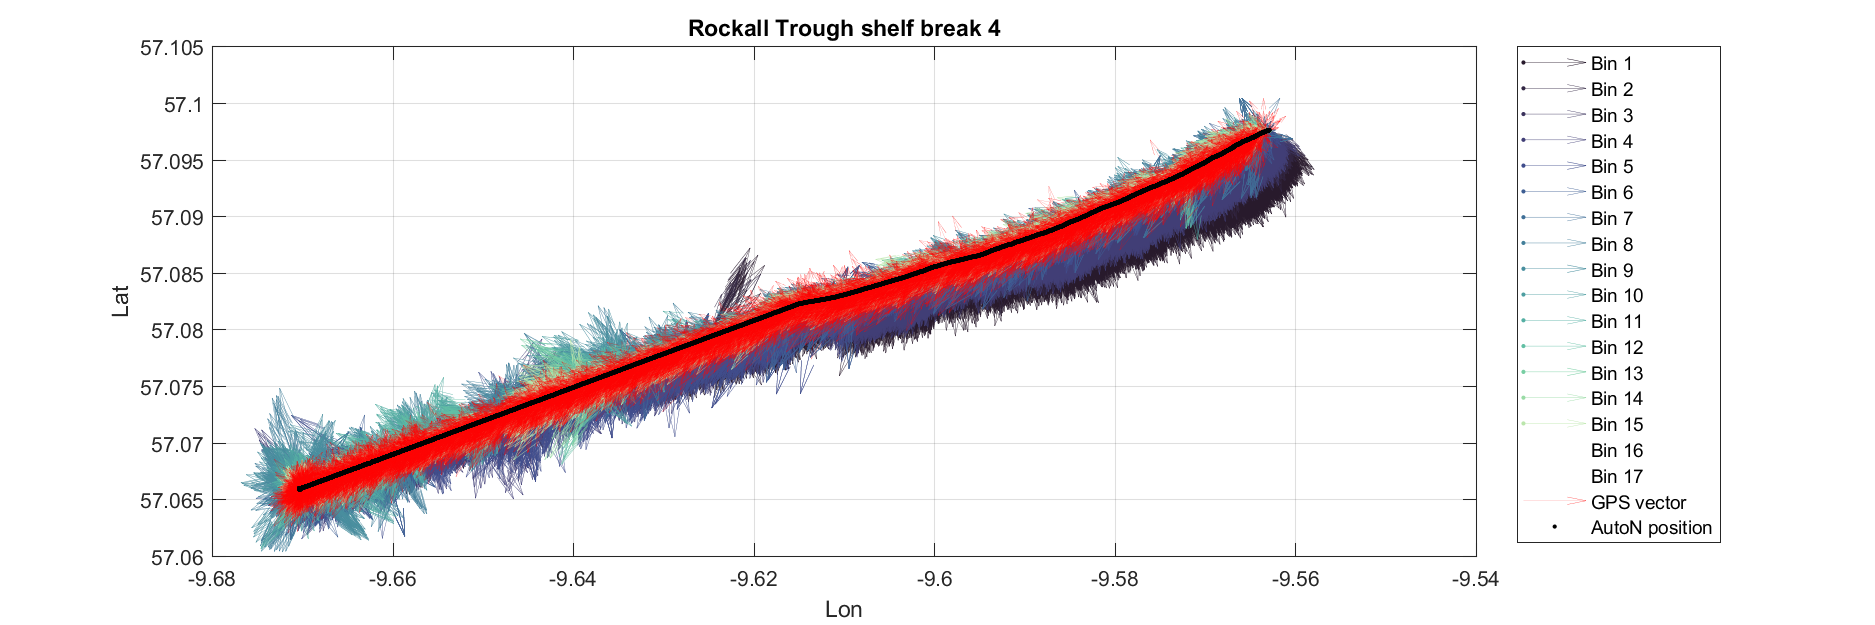 Rockall Trough shelf break 4
57.105
57.1
57.095
57.09
57.085
57.08
57.075
57.07
57.065
57.06
Lat
-9.68
-9.66
-9.64
-9.62
-9.6
-9.58
-9.56
-9.54
Lon
Bin 1
Bin 2
Bin 3
Bin 4
Bin 5
Bin 6
Bin 7
Bin 8
Bin 9
Bin 10
Bin 11
Bin 12
Bin 13
Bin 14
Bin 15
Bin 16
Bin 17
GPS vector
AutoN position